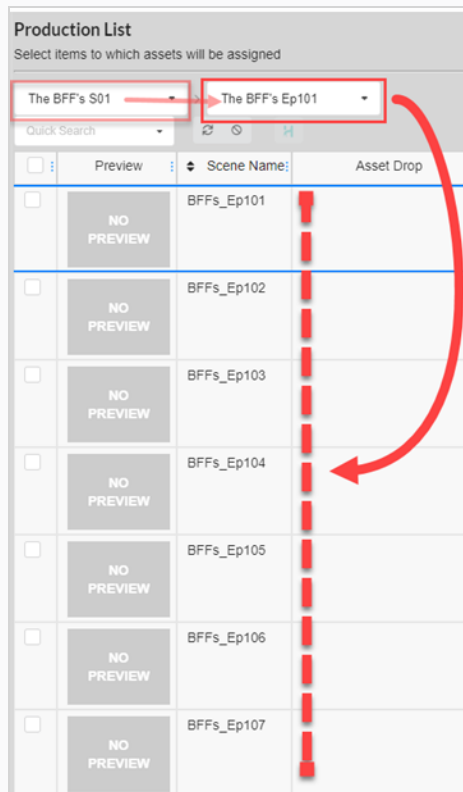 Production List
Select items to which assets will be assigned
The BFF's S01
The BFF's Ep101
Quick Search
Preview Scene Name Asset Drop
NO
PREVIEW
BFFs_Ep101
NO
PREVIEW
BFFs_Ep102
NO
PREVIEW
BFFs_Ep103
NO
PREVIEW
BFFs_Ep104
NO
PREVIEW
BFFs_Ep105
NO
PREVIEW
BFFs_Ep106
NO
PREVIEW
BFFs_Ep107